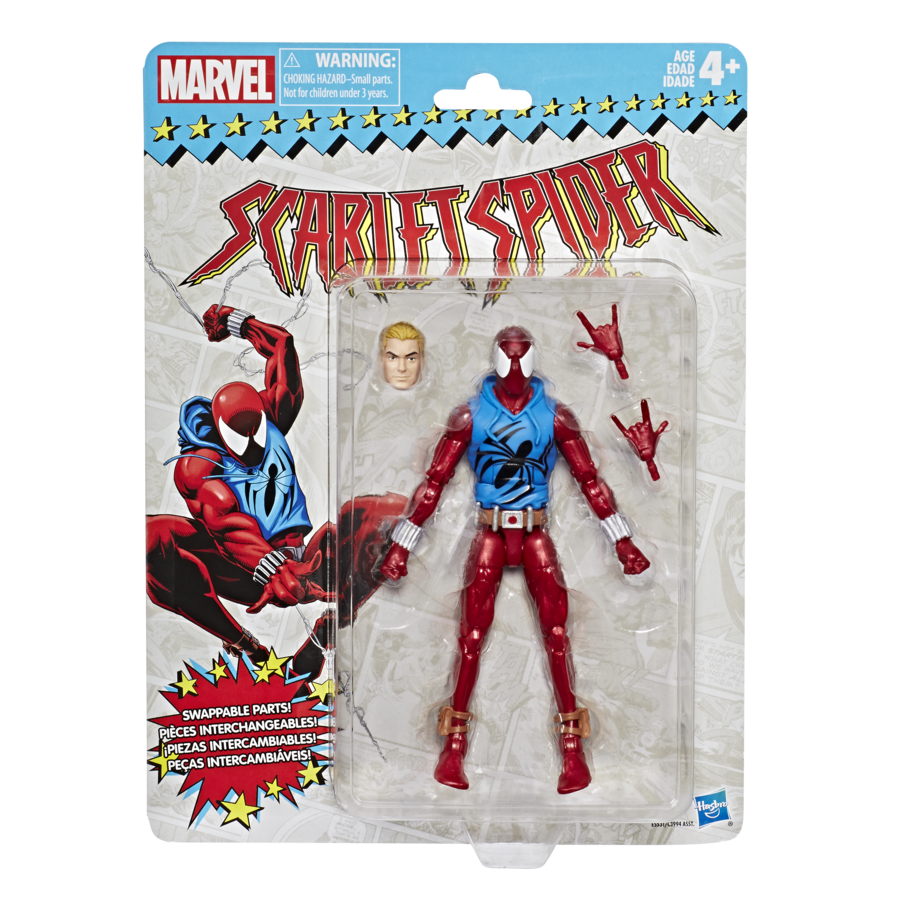 MARVEL
WARNING:
CHOKING HAZARD–Small parts.
Not for children under 3 years.
AGE
EDAD
IDADE
4+
SCARLET SPIDER
SWAPPABLE PARTS!
PIÈCES INTERCHANGEABLES!
¡PIEZAS INTERCAMBIABLES!
PEÇAS INTERCAMBIÁVEIS!
Hasbro
®
ASST.